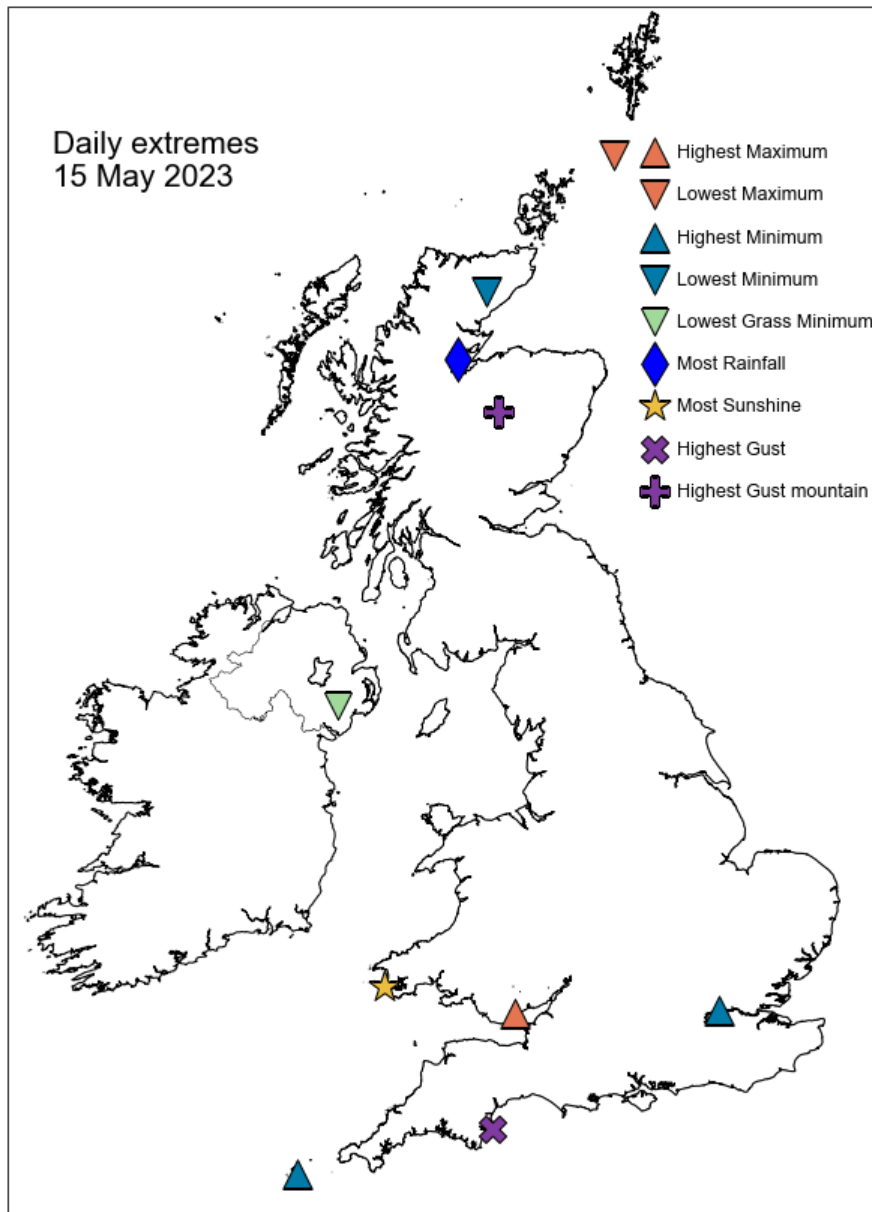 Daily extremes
15 May 2023
Highest Maximum
Lowest Maximum
Highest Minimum
Lowest Minimum
Lowest Grass Minimum
Most Rainfall
Most Sunshine
Highest Gust
Highest Gust mountain